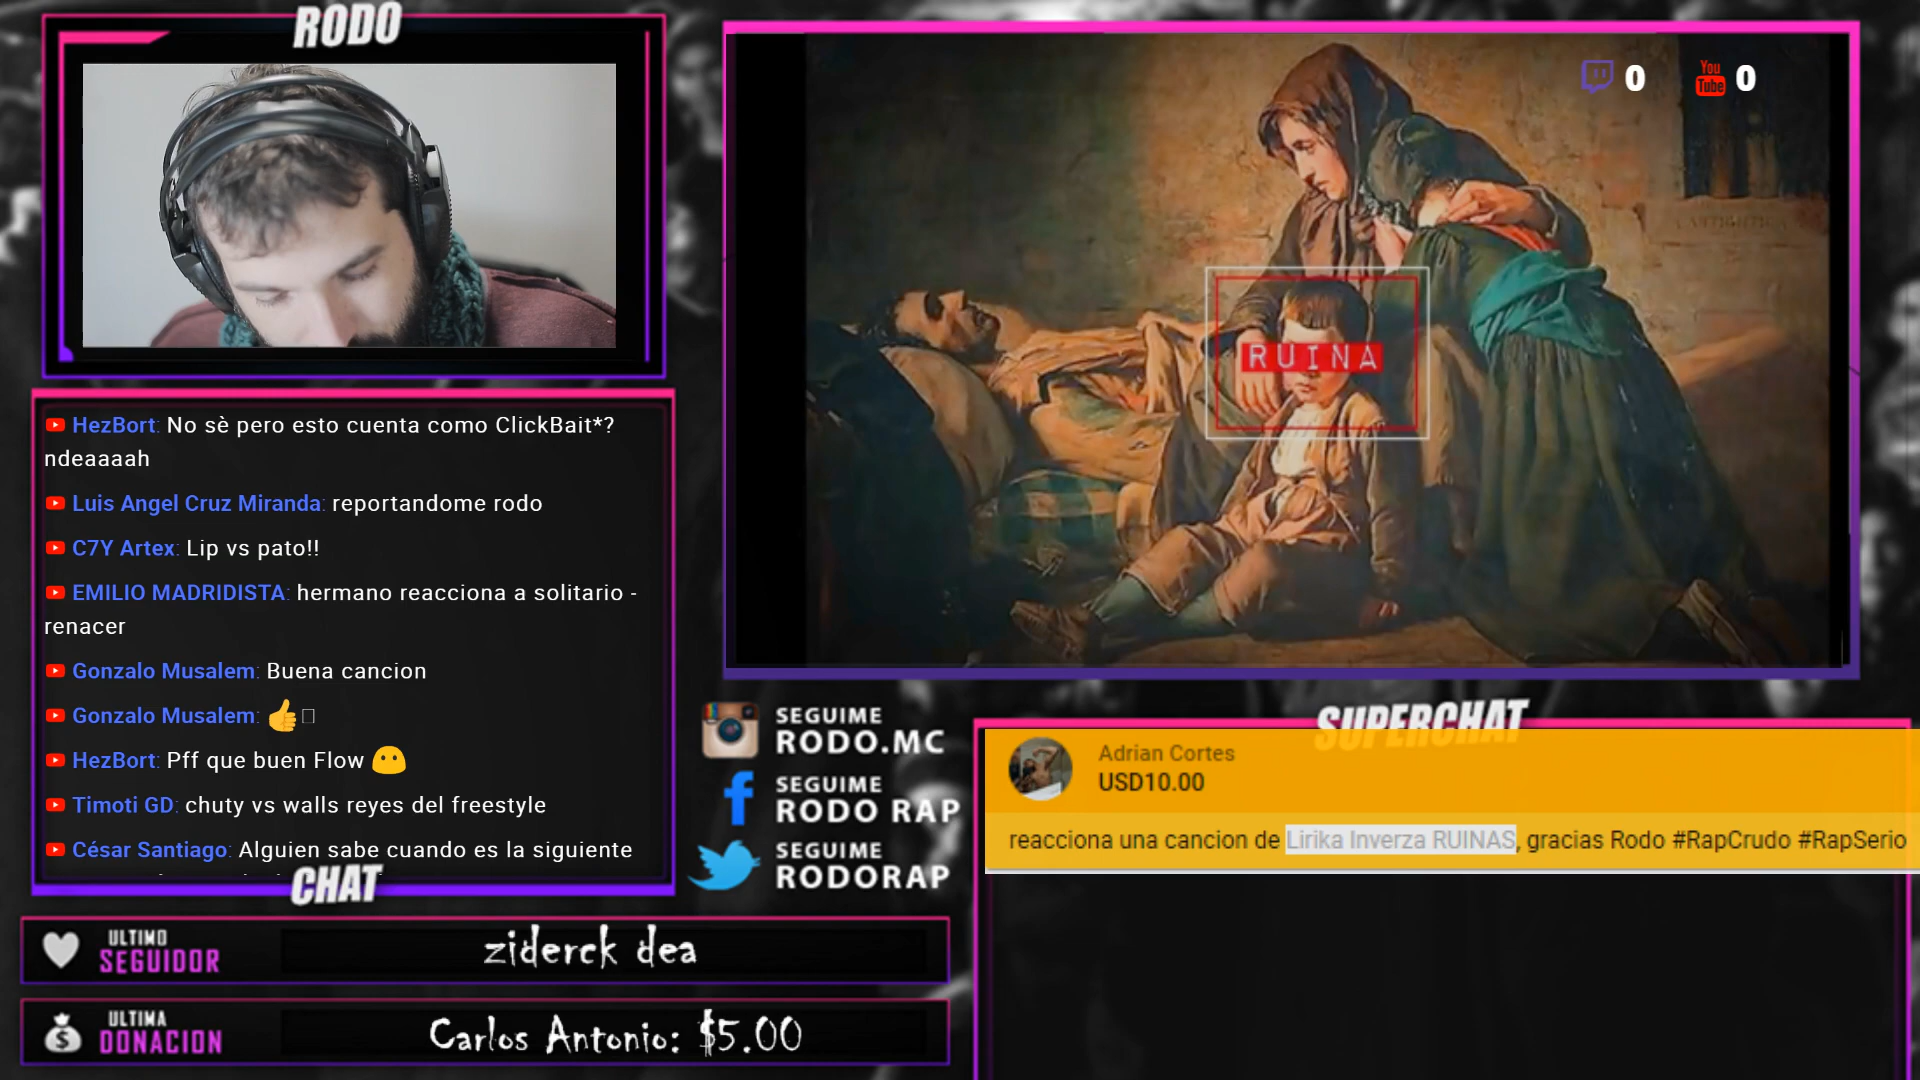 RODO
0
You
Tube
0
RUINA
HezBort: No sè pero esto cuenta como ClickBait*?
ndeaaaah
Luis Angel Cruz Miranda: reportandome rodo
C7Y Artex: Lip vs pato!!
EMILIO MADRIDISTA: hermano reacciona a solitario -
renacer
Gonzalo Musalem: Buena cancion
Gonzalo Musalem: 👍
HezBort: Pff que buen Flow 😶
Timoti GD: chuty vs walls reyes del freestyle
César Santiago: Alguien sabe cuando es la siguiente
CHAT
SEGUIME
RODO.MC
SEGUIME
RODO RAP
SEGUIME
RODORAP
SUPERCHAT
Adrian Cortes
USD10.00
reacciona una cancion de Lirika Inverza RUINAS, gracias Rodo #RapCrudo #RapSerio
ULTIMO
SEGUIDOR
ziderck dea
ULTIMA
DONACION
Carlos Antonio: $5.00